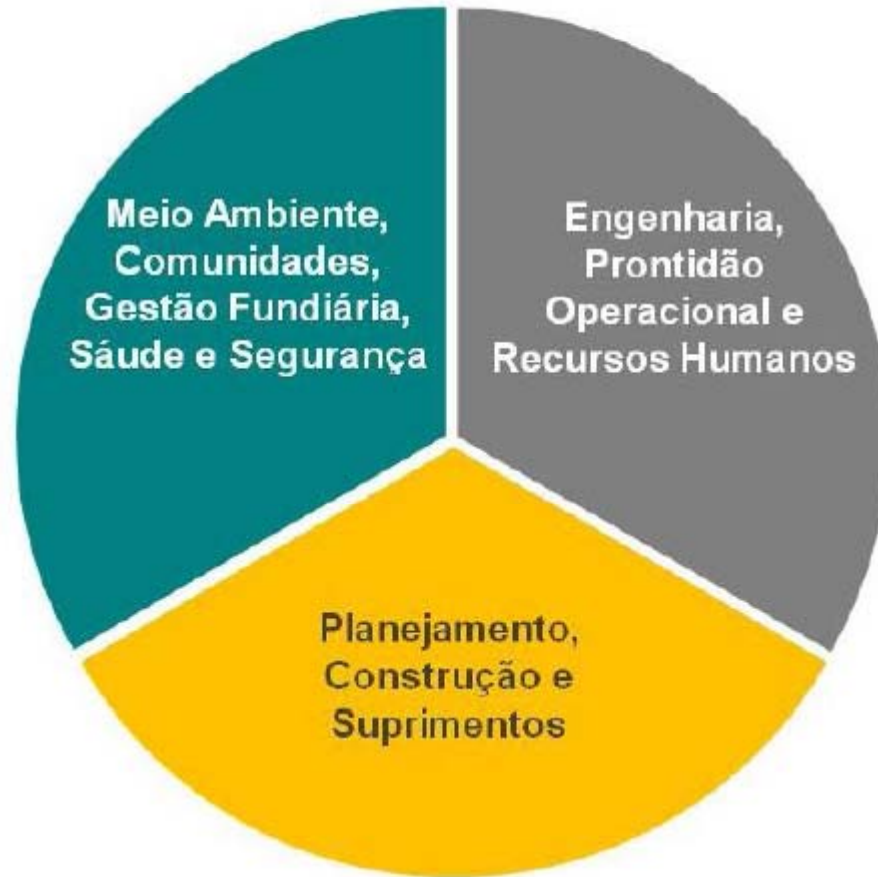 Meio Ambiente,
Comunidades,
Gestão Fundiária,
Sáude e Segurança
Engenharia,
Prontidão
Operacional e
Recursos Humanos
Planejamento,
Construção e
Suprimentos